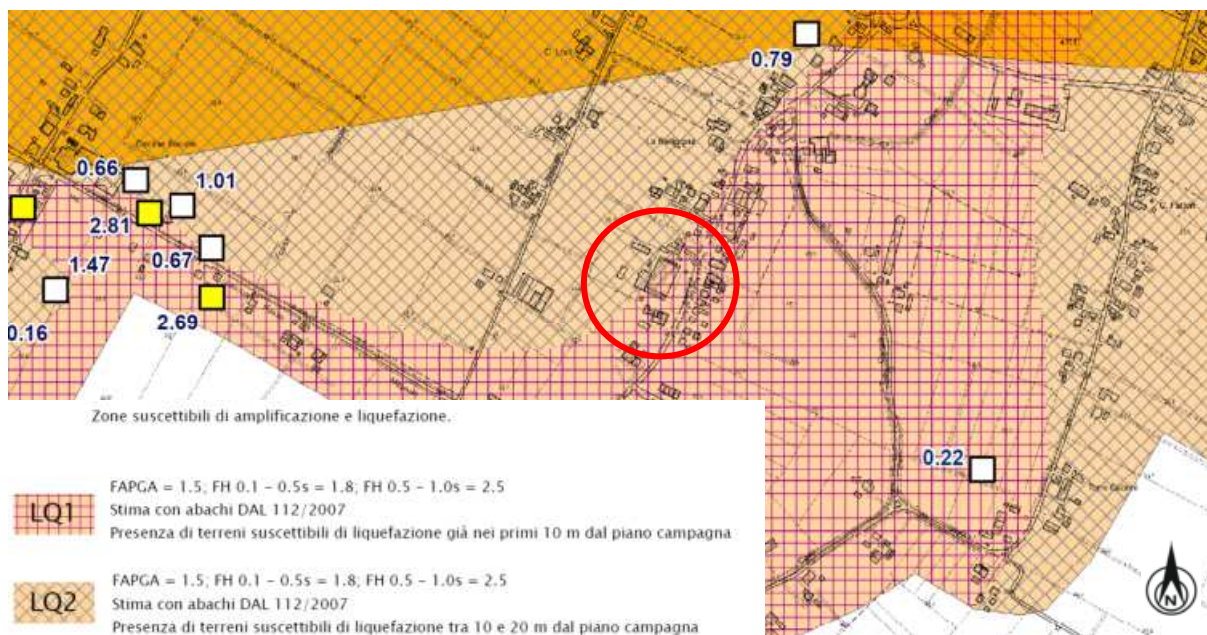 0.79
0.66
1.01
2.81
0.67
1.47
0.16
2.69
0.22
Zone suscettibili di amplificazione e liquefazione.
LQ1
FAPGA = 1.5; FH 0.1 - 0.5s = 1.8; FH 0.5 - 1.0s = 2.5
Stima con abachi DAL 112/2007
Presenza di terreni suscettibili di liquefazione già nei primi 10 m dal piano campagna
LQ2
FAPGA = 1.5; FH 0.1 - 0.5s = 1.8; FH 0.5 - 1.0s = 2.5
Stima con abachi DAL 112/2007
Presenza di terreni suscettibili di liquefazione tra 10 e 20 m dal piano campagna
N